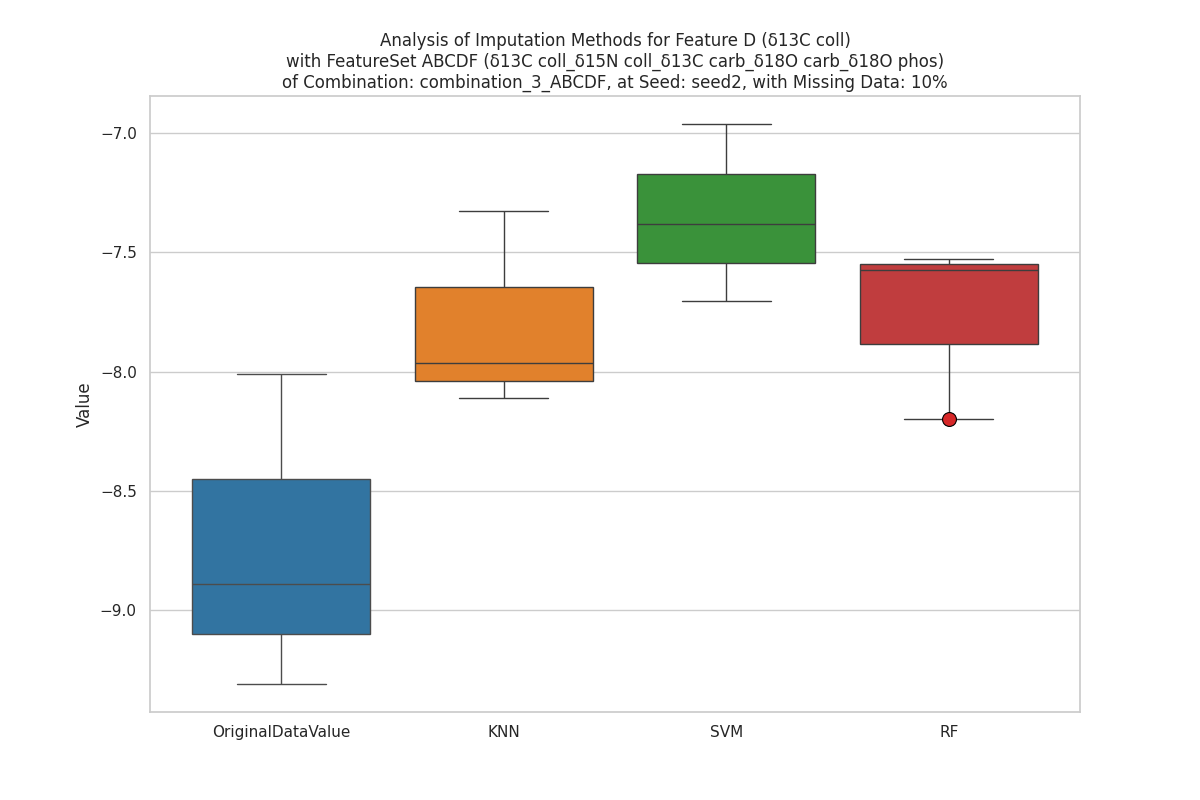 Analysis of Imputation Methods for Feature D (δ13C coll)
with FeatureSet ABCDF (δ13C coll_δ15N coll_δ13C carb_δ18O carb_δ18O phos)
of Combination: combination_3_ABCDF, at Seed: seed2, with Missing Data: 10%
−7.0
−7.5
−8.0
−8.5
−9.0
Value
OriginalDataValue
KNN
SVM
RF